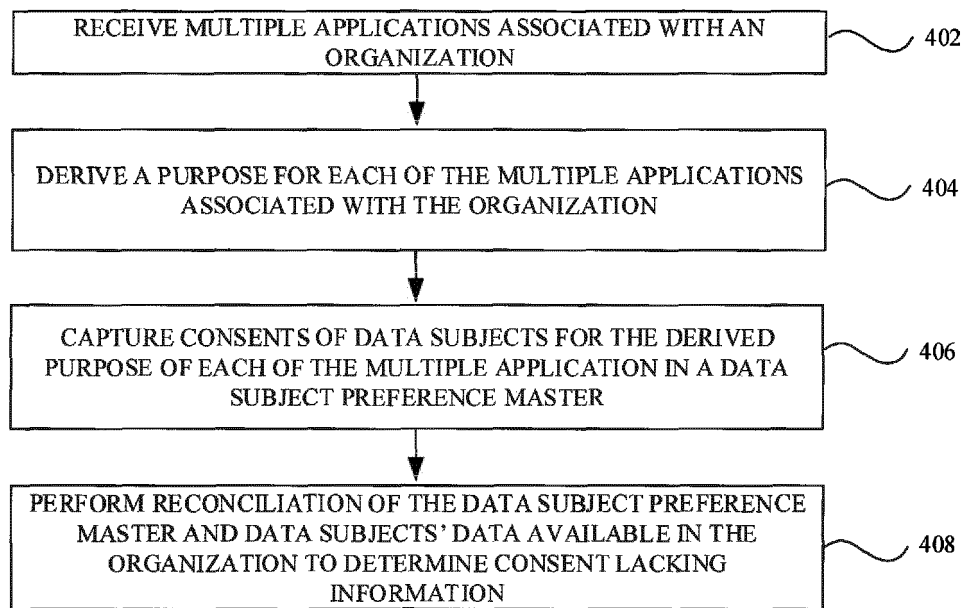 RECEIVE MULTIPLE APPLICATIONS ASSOCIATED WITH AN
ORGANIZATION
402
DERIVE A PURPOSE FOR EACH OF THE MULTIPLE APPLICATIONS
ASSOCIATED WITH THE ORGANIZATION
404
CAPTURE CONSENTS OF DATA SUBJECTS FOR THE DERIVED
PURPOSE OF EACH OF THE MULTIPLE APPLICATION IN A DATA
SUBJECT PREFERENCE MASTER
406
PERFORM RECONCILIATION OF THE DATA SUBJECT PREFERENCE
MASTER AND DATA SUBJECTS' DATA AVAILABLE IN THE
ORGANIZATION TO DETERMINE CONSENT LACKING
INFORMATION
408